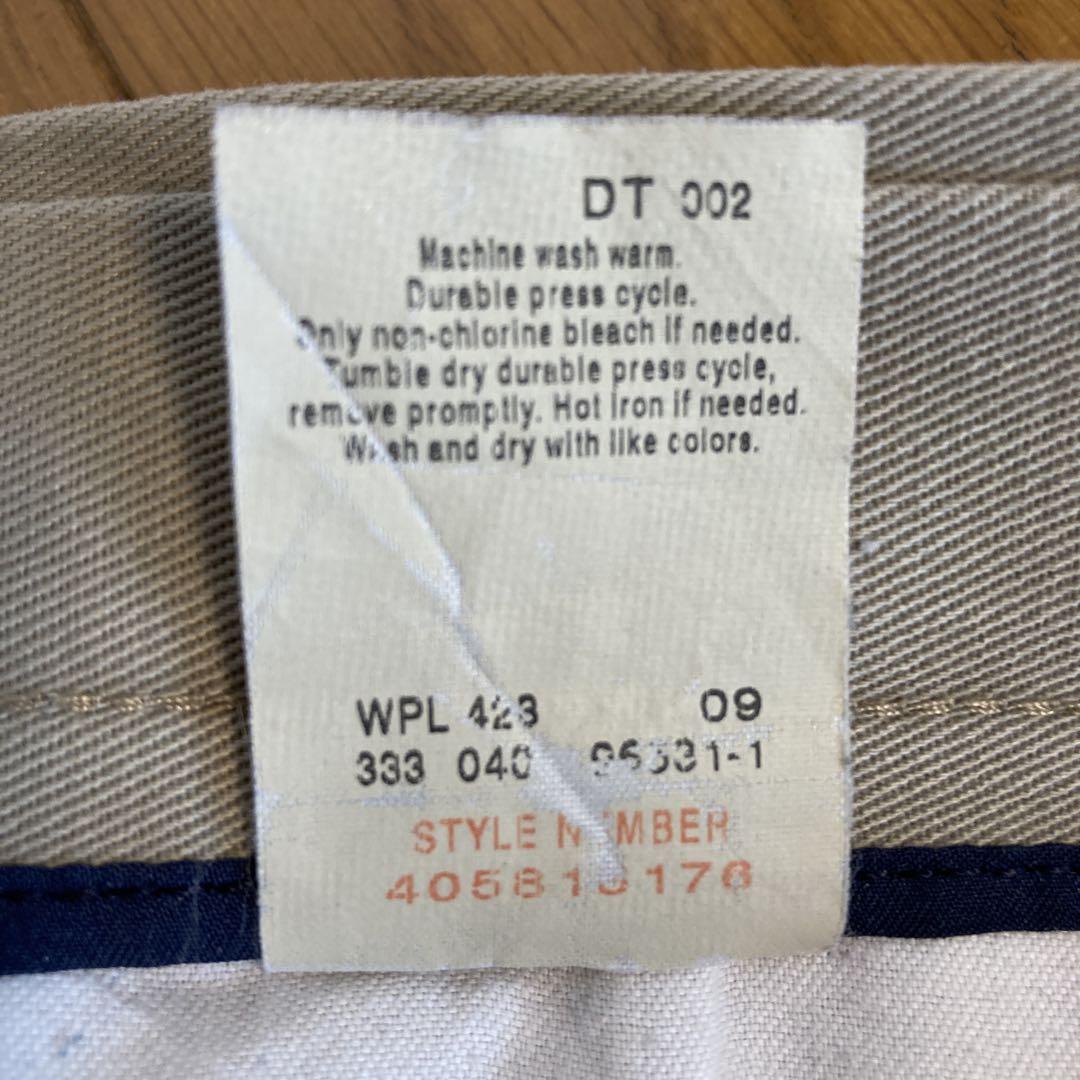 DT 002
Machine wash warm.
Durable press cycle.
Only non-chlorine bleach if needed.
Tumble dry durable press cycle,
remove promptly. Hot iron if needed.
Wash and dry with like colors.
WPL 423 09
333 040
STYLE NUMBER